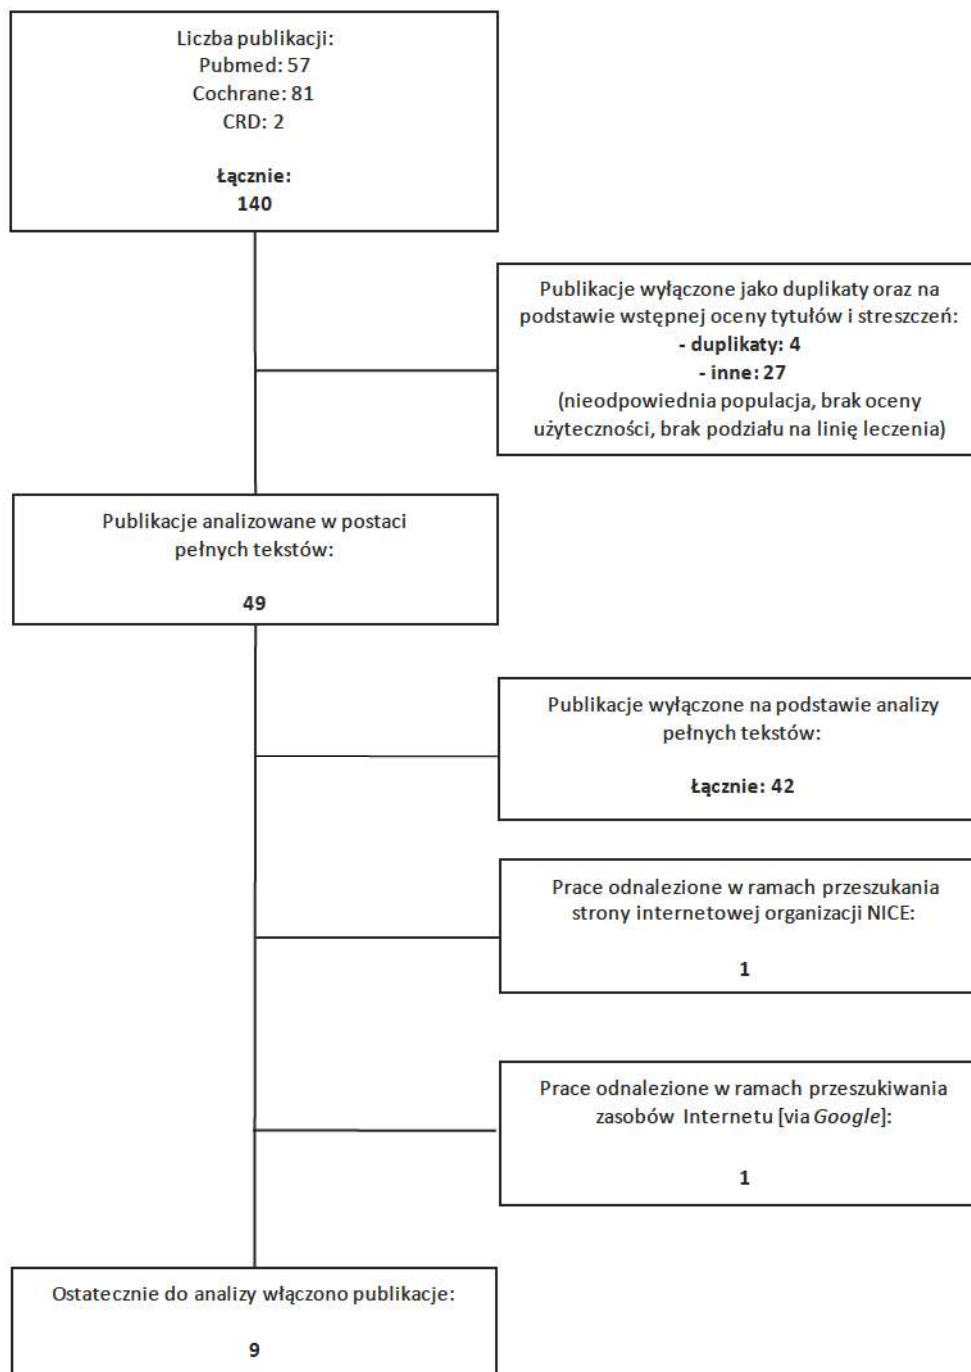 Liczba publikacji:
Pubmed: 57
Cochrane: 81
CRD: 2
Łącznie:
140
Publikacje wyłączone jako duplikaty oraz na
podstawie wstępnej oceny tytułów i streszczeń:
- duplikaty: 4
- inne: 27
(nieodpowiednia populacja, brak oceny
użyteczności, brak podziału na linię leczenia)
Publikacje analizowane w postaci
pełnych tekstów:
49
Publikacje wyłączone na podstawie analizy
pełnych tekstów:
Łącznie: 42
Prace odnalezione w ramach przeszukania
strony internetowej organizacji NICE:
1
Prace odnalezione w ramach przeszukiwania
zasobów Internetu [via Google]:
1
Ostatecznie do analizy włączono publikacje:
9